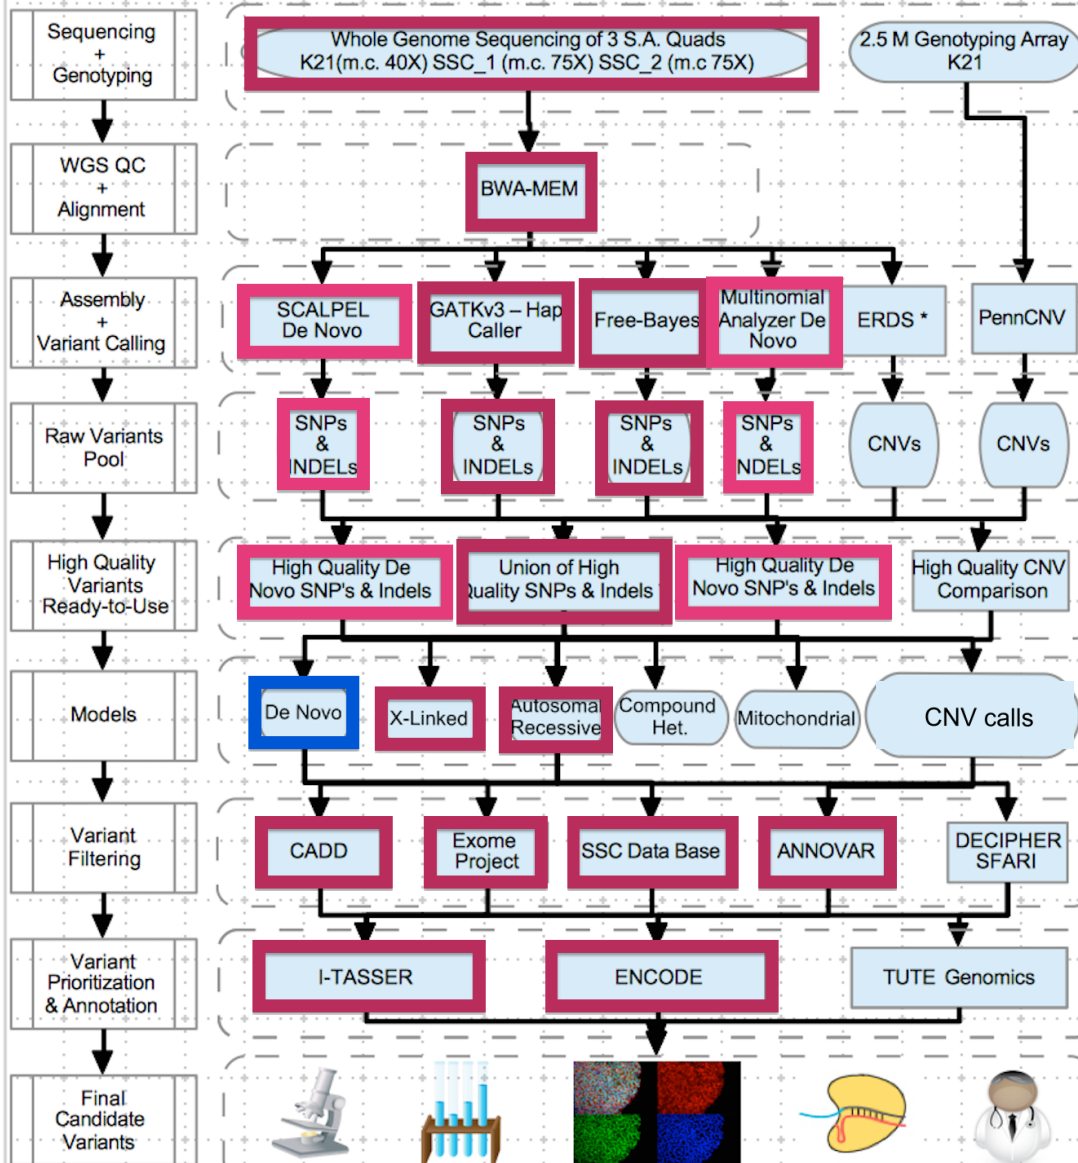 Sequencing
+
Genotyping
Whole Genome Sequencing of 3 S.A. Quads
K21(m.c. 40X) SSC_1 (m.c. 75X) SSC_2 (m.c 75X)
2.5 M Genotyping Array
K21
WGS QC
+
Alignment
BWA-MEM
Assembly
+
Variant Calling
SCALPEL
De Novo
GATKv3 – Hap
Caller
Free-Bayes
Multinomial
Analyzer De
Novo
ERDS *
PennCNV
Raw Variants
Pool
SNPs
&
INDELs
SNPs
&
INDELs
SNPs
&
INDELs
SNPs
&
NDELs
CNVs
CNVs
High Quality
Variants
Ready-to-Use
High Quality De
Novo SNP's & Indels
Union of High
Quality SNPs & Indels
High Quality De
Novo SNP's & Indels
High Quality CNV
Comparison
Models
De Novo
X-Linked
Autosomal
Recessive
Compound
Het.
Mitochondrial
CNV calls
Variant
Filtering
CADD
Exome
Project
SSC Data Base
ANNOVAR
DECIPHER
SFARI
Variant
Prioritization
& Annotation
I-TASSER
ENCODE
TUTE Genomics
Final
Candidate
Variants